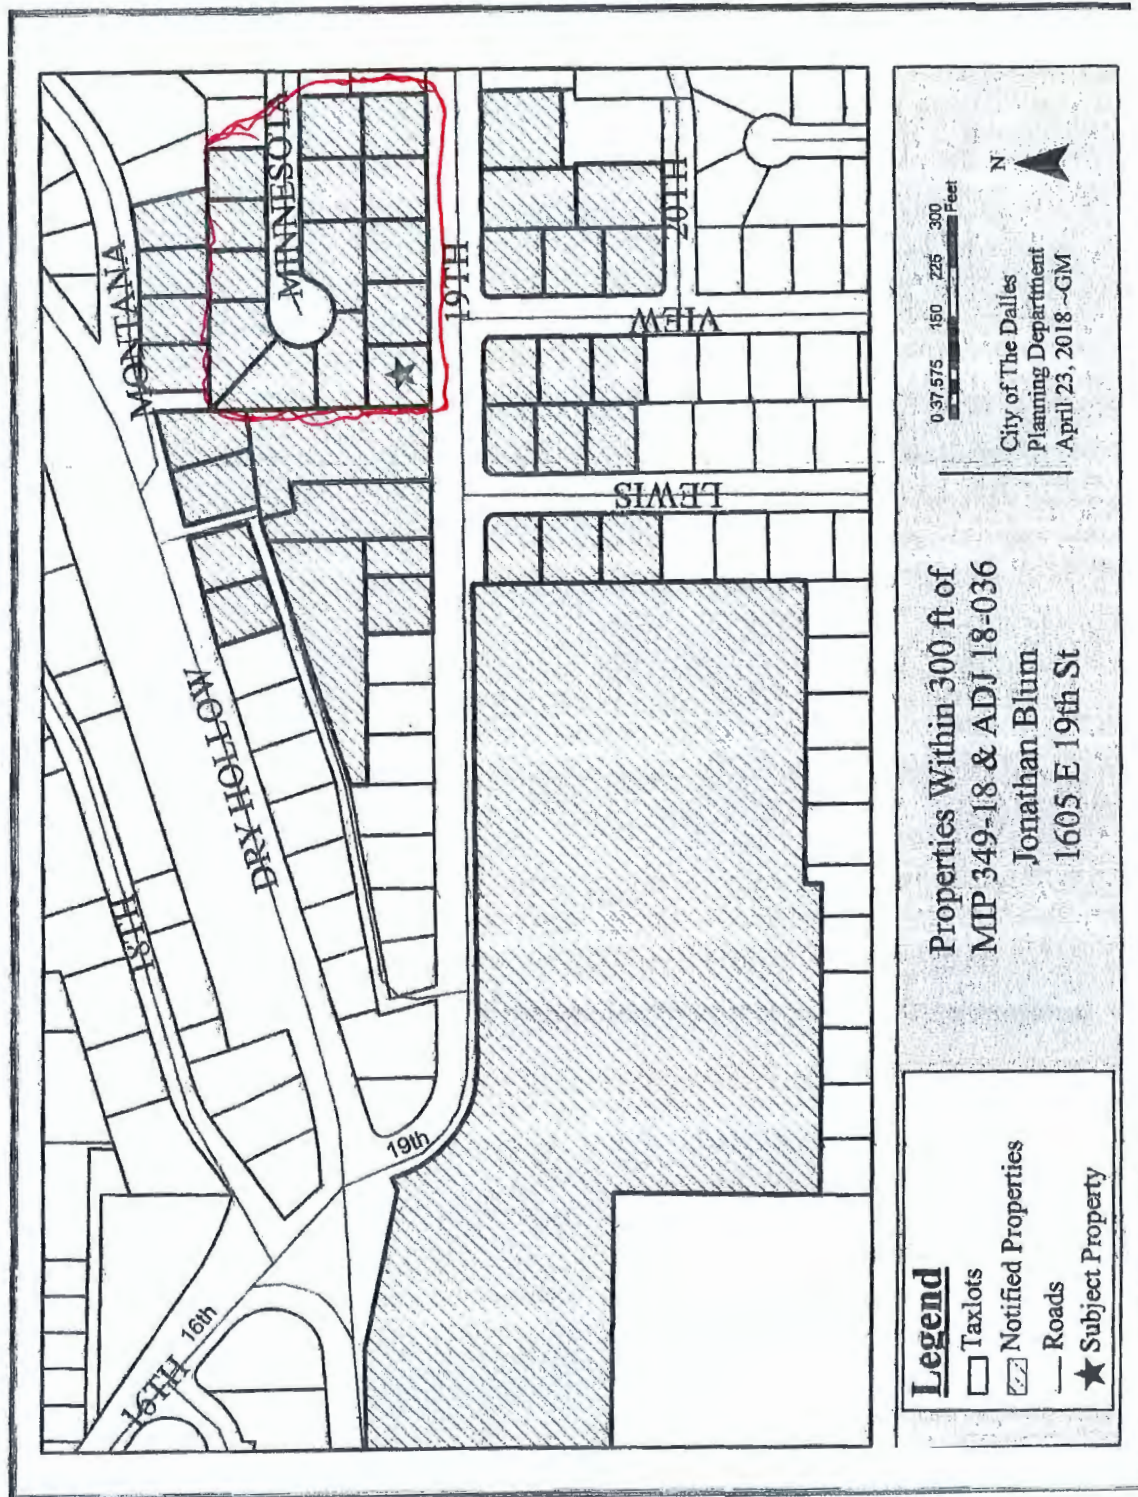 MONTANA
MINNESOTA
19TH
20TH
VIEW
LEWIS
DRY HOLLOW
18TH
19th
16th
16TH
Legend
Taxlots
Notified Properties
Roads
Subject Property
Properties Within 300 ft of
MIP 349-18 & ADJ 18-036
Jonathan Blum
1605 E 19th St
0 37.575 150 225 300
Feet
N
City of The Dalles
Planning Department
April 23, 2018 ~GM